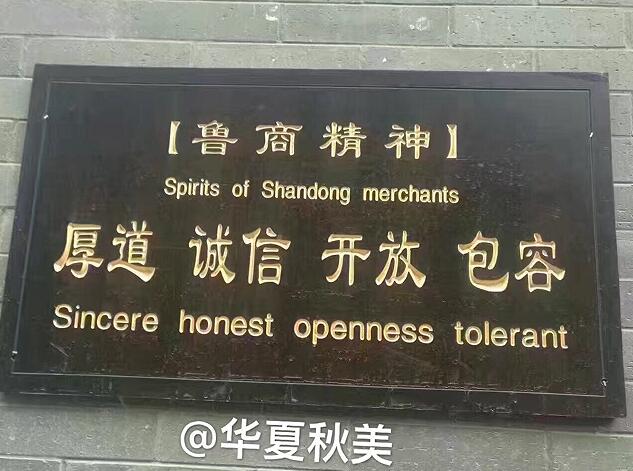 【鲁商精神】
Spirits of Shandong merchants
厚道 诚信 开放 包容
Sincere honest openness tolerant
@华夏秋美